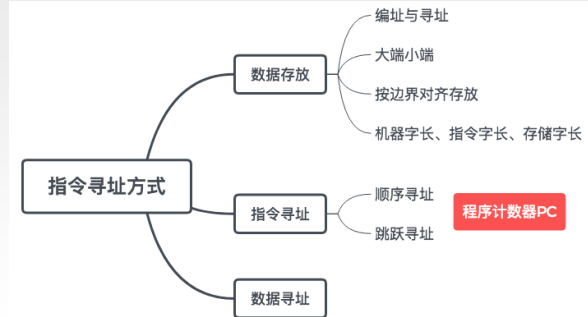 编址与寻址
大端小端
数据存放
按边界对齐存放
机器字长、指令字长、存储字长
指令寻址方式
顺序寻址
程序计数器PC
指令寻址
跳跃寻址
数据寻址